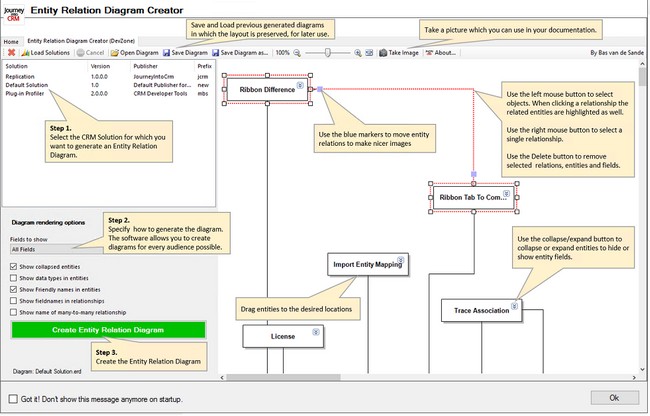 Journey
into
CRM
Entity Relation Diagram Creator
Save and Load previous generated diagrams
in which the layout is preserved, for later use.
Take a picture which you can use in your documentation.
Home
Entity Relation Diagram Creator (DevZone)
Load Solutions
Cancel
Open Diagram
Save Diagram
Save Diagram as...
100%
Take Image
About...
By Bas van de Sande
Solution Version Publisher Prefix
Replication 1.0.0.0 JourneyIntoCrm jcrm
Default Solution 1.0 Default Publisher for... new
Plug-in Profiler 2.0.0.0 CRM Developer Tools mbs
Step 1.
Select the CRM Solution for which you
want to generate an Entity Relation
Diagram.
Ribbon Difference
Use the blue markers to move entity
relations to make nicer images
Use the left mouse button to select
objects. When clicking a relationship the
related entities are highlighted as well.
Use the right mouse button to select a
single relationship.
Use the Delete button to remove
selected relations, entities and fields.
Ribbon Tab To Com...
Diagram rendering options
Fields to show
All Fields
Step 2.
Specify how to generate the diagram.
The software allows you to create
diagrams for every audience possible.
Show collapsed entities
Show data types in entities
Show Friendly names in entities
Show fieldnames in relationships
Show name of many-to-many relationship
Create Entity Relation Diagram
Step 3.
Create the Entity Relation Diagram
Diagram: Default Solution.erd
Import Entity Mapping
Drag entities to the desired locations
License
Use the collapse/expand button to
collapse or expand entities to hide or
show entity fields.
Trace Association
Got it! Don't show this message anymore on startup.
Ok